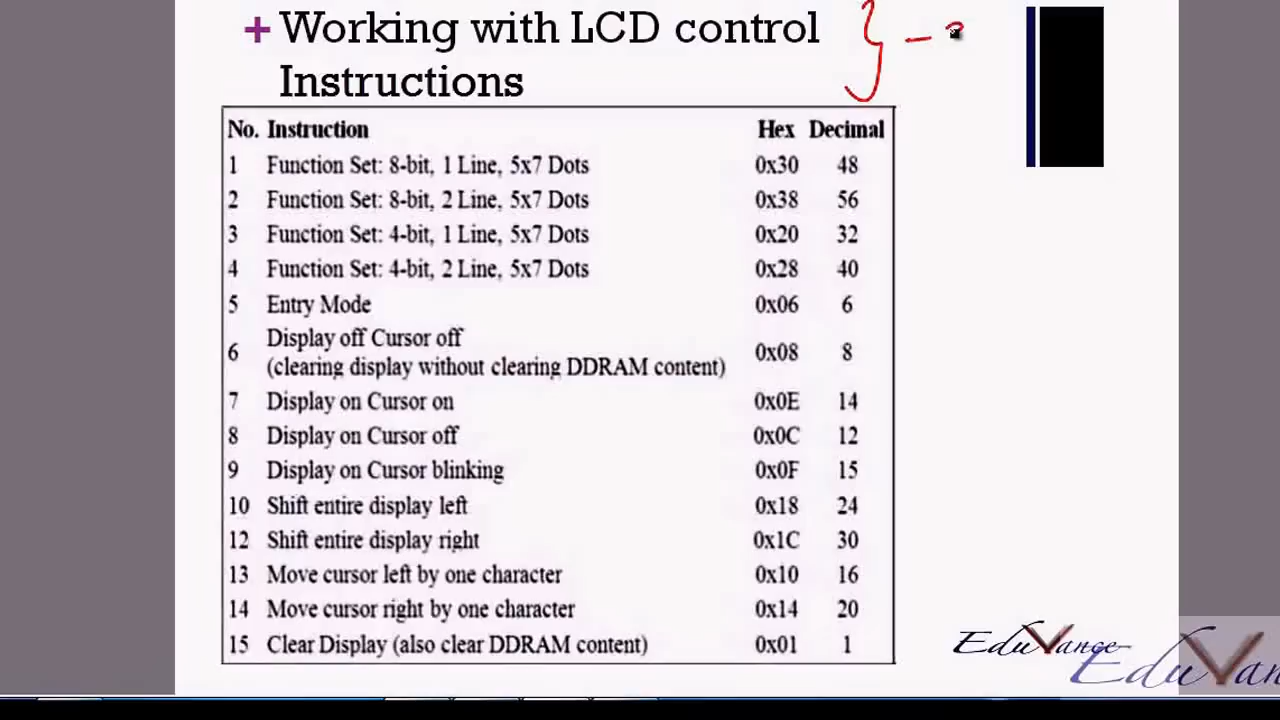 + Working with LCD control
Instructions
No. Instruction Hex Decimal
1 Function Set: 8-bit, 1 Line, 5x7 Dots 0x30 48
2 Function Set: 8-bit, 2 Line, 5x7 Dots 0x38 56
3 Function Set: 4-bit, 1 Line, 5x7 Dots 0x20 32
4 Function Set: 4-bit, 2 Line, 5x7 Dots 0x28 40
5 Entry Mode 0x06 6
6 Display off Cursor off
(clearing display without clearing DDRAM content) 0x08 8
7 Display on Cursor on 0x0E 14
8 Display on Cursor off 0x0C 12
9 Display on Cursor blinking 0x0F 15
10 Shift entire display left 0x18 24
12 Shift entire display right 0x1C 30
13 Move cursor left by one character 0x10 16
14 Move cursor right by one character 0x14 20
15 Clear Display (also clear DDRAM content) 0x01 1
EduVance
EduVan